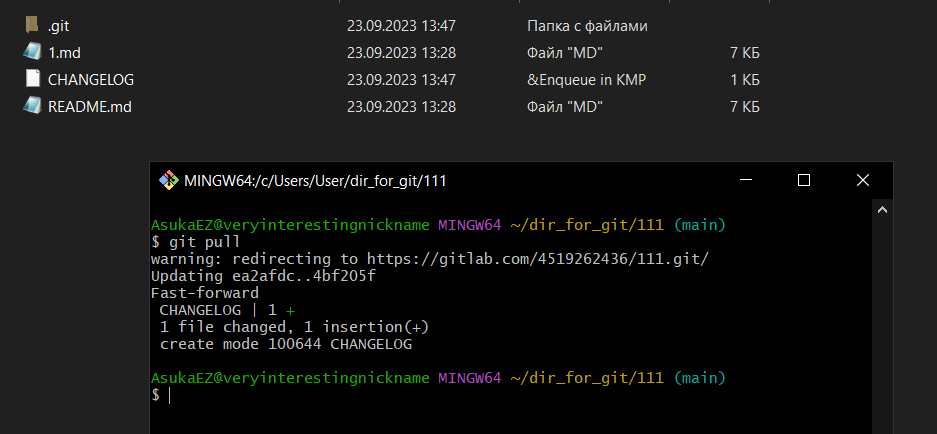 .git 23.09.2023 13:47 Папка с файлами
1.md 23.09.2023 13:28 Файл "MD" 7 КБ
CHANGELOG 23.09.2023 13:47 &Enqueue in KMP 1 КБ
README.md 23.09.2023 13:28 Файл "MD" 7 КБ
MINGW64:/c/Users/User/dir_for_git/111
AsukaEZ@veryinterestingnickname MINGW64 ~/dir_for_git/111 (main)
$ git pull
warning: redirecting to https://gitlab.com/4519262436/111.git/
Updating ea2afdc..4bf205f
Fast-forward
 CHANGELOG | 1 +
 1 file changed, 1 insertion(+)
 create mode 100644 CHANGELOG
AsukaEZ@veryinterestingnickname MINGW64 ~/dir_for_git/111 (main)
$